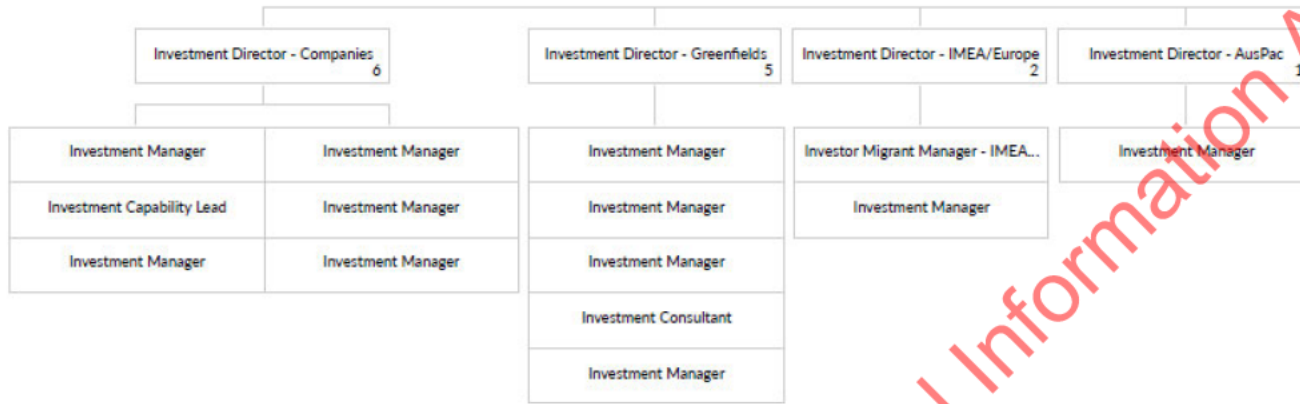 Investment Director - Companies
6
Investment Manager
Investment Manager
Investment Capability Lead
Investment Manager
Investment Manager
Investment Manager
Investment Director - Greenfields
5
Investment Manager
Investment Manager
Investment Manager
Investment Consultant
Investment Manager
Investment Director - IMEA/Europe
2
Investor Migrant Manager - IMEA...
Investment Manager
Investment Director - AusPac
1
Investment Manager
Information A